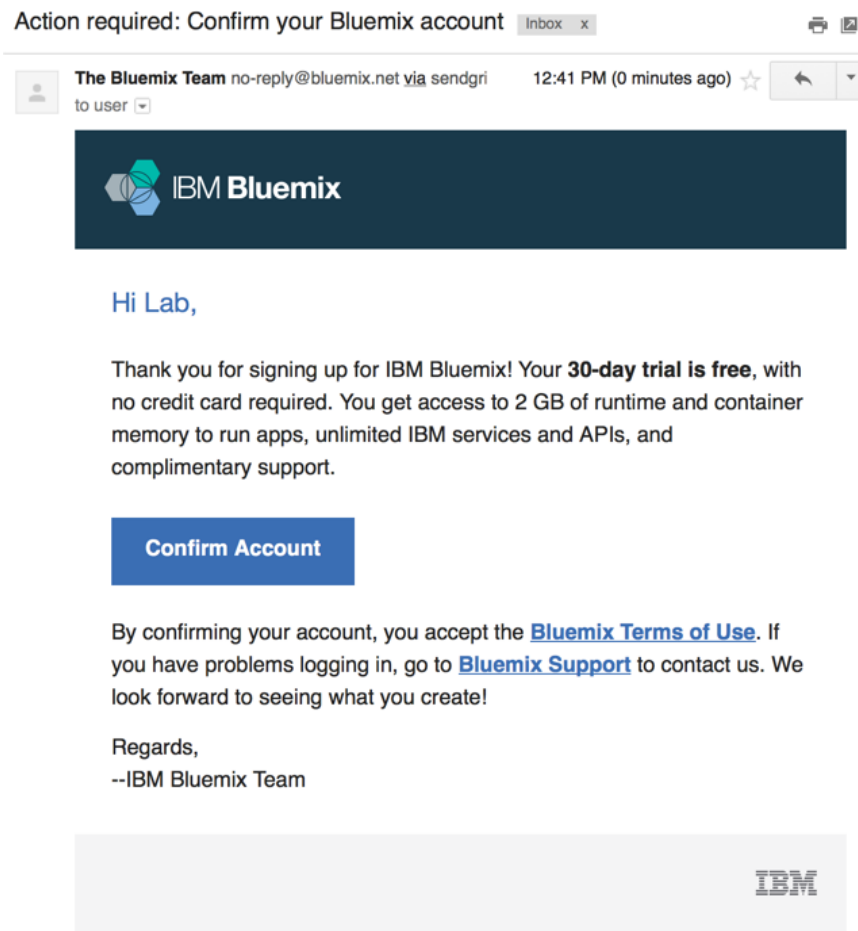 Action required: Confirm your Bluemix account Inbox x
The Bluemix Team no-reply@bluemix.net via sendgri 12:41 PM (0 minutes ago)
to user
IBM Bluemix
Hi Lab,
Thank you for signing up for IBM Bluemix! Your 30-day trial is free, with
no credit card required. You get access to 2 GB of runtime and container
memory to run apps, unlimited IBM services and APIs, and
complimentary support.
Confirm Account
By confirming your account, you accept the Bluemix Terms of Use. If
you have problems logging in, go to Bluemix Support to contact us. We
look forward to seeing what you create!
Regards,
--IBM Bluemix Team
IBM